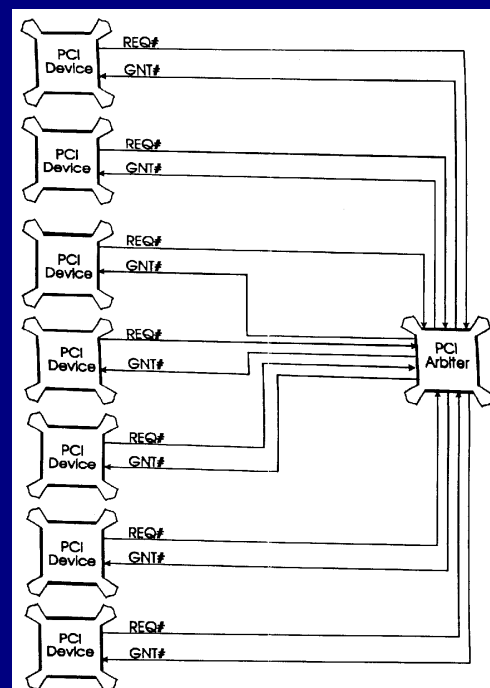 REQ#
PCI
Device
GNT#
REQ#
PCI
Device
GNT#
REQ#
PCI
Device
GNT#
REQ#
PCI
Device
GNT#
PCI
Arbiter
REQ#
PCI
Device
GNT#
REQ#
PCI
Device
GNT#
REQ#
PCI
Device
GNT#